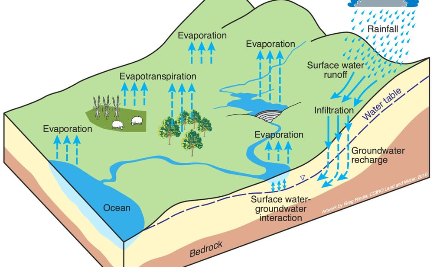 Evaporation
Rainfall
Evaporation
Surface water
runoff
Evapotranspiration
Water table
Infiltration
Evaporation
Evaporation
Groundwater
recharge
Ocean
Surface water-
groundwater
interaction
Bedrock